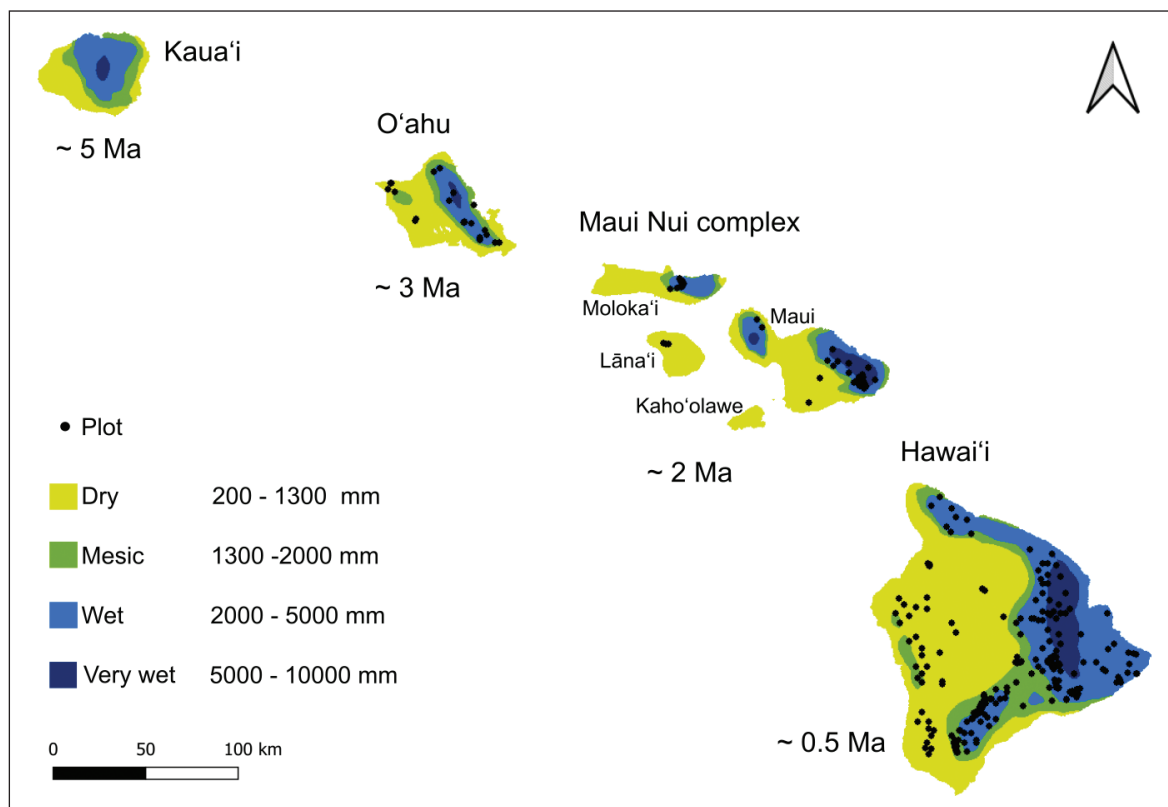 Kauaʻi
~ 5 Ma
Oʻahu
~ 3 Ma
Maui Nui complex
Molokaʻi
Maui
Lānaʻi
Kahoʻolawe
~ 2 Ma
Hawaiʻi
~ 0.5 Ma
Plot
Dry 200 - 1300 mm
Mesic 1300 -2000 mm
Wet 2000 - 5000 mm
Very wet 5000 - 10000 mm
0 50 100 km